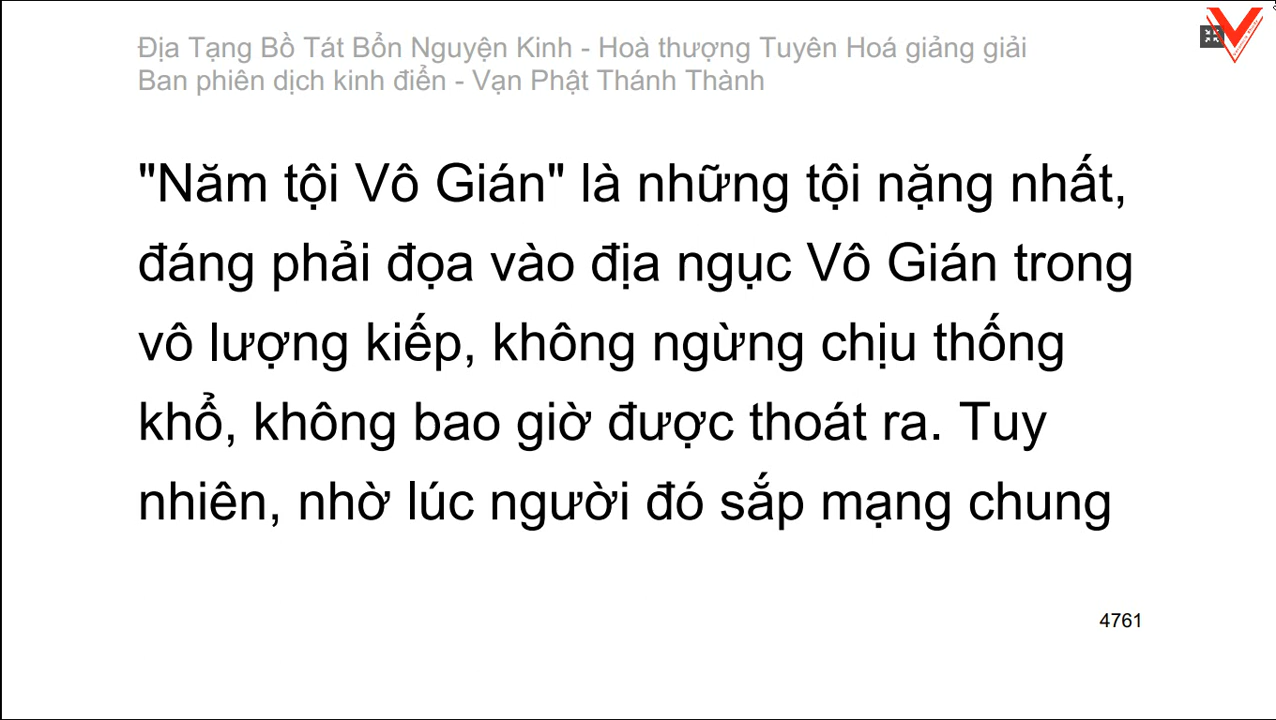 Địa Tạng Bồ Tát Bổn Nguyện Kinh - Hoà thượng Tuyên Hoá giảng giải
Ban phiên dịch kinh điển - Vạn Phật Thánh Thành
"Năm tội Vô Gián" là những tội nặng nhất,
đáng phải đọa vào địa ngục Vô Gián trong
vô lượng kiếp, không ngừng chịu thống
khổ, không bao giờ được thoát ra. Tuy
nhiên, nhờ lúc người đó sắp mạng chung
4761